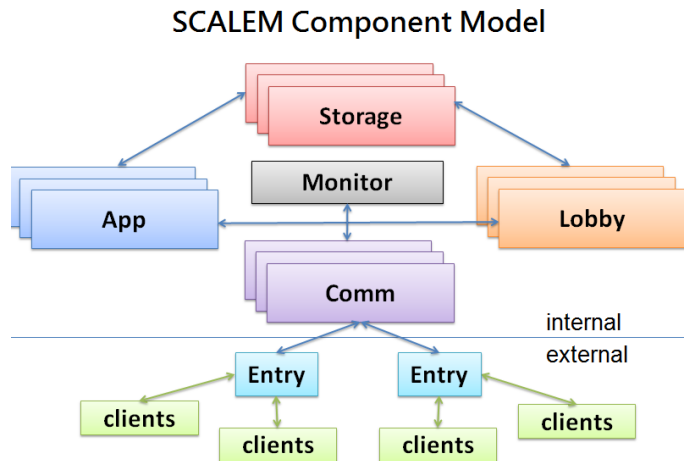 SCALEM Component Model
Storage
Monitor
App
Lobby
Comm
internal
external
Entry
Entry
clients
clients
clients
clients